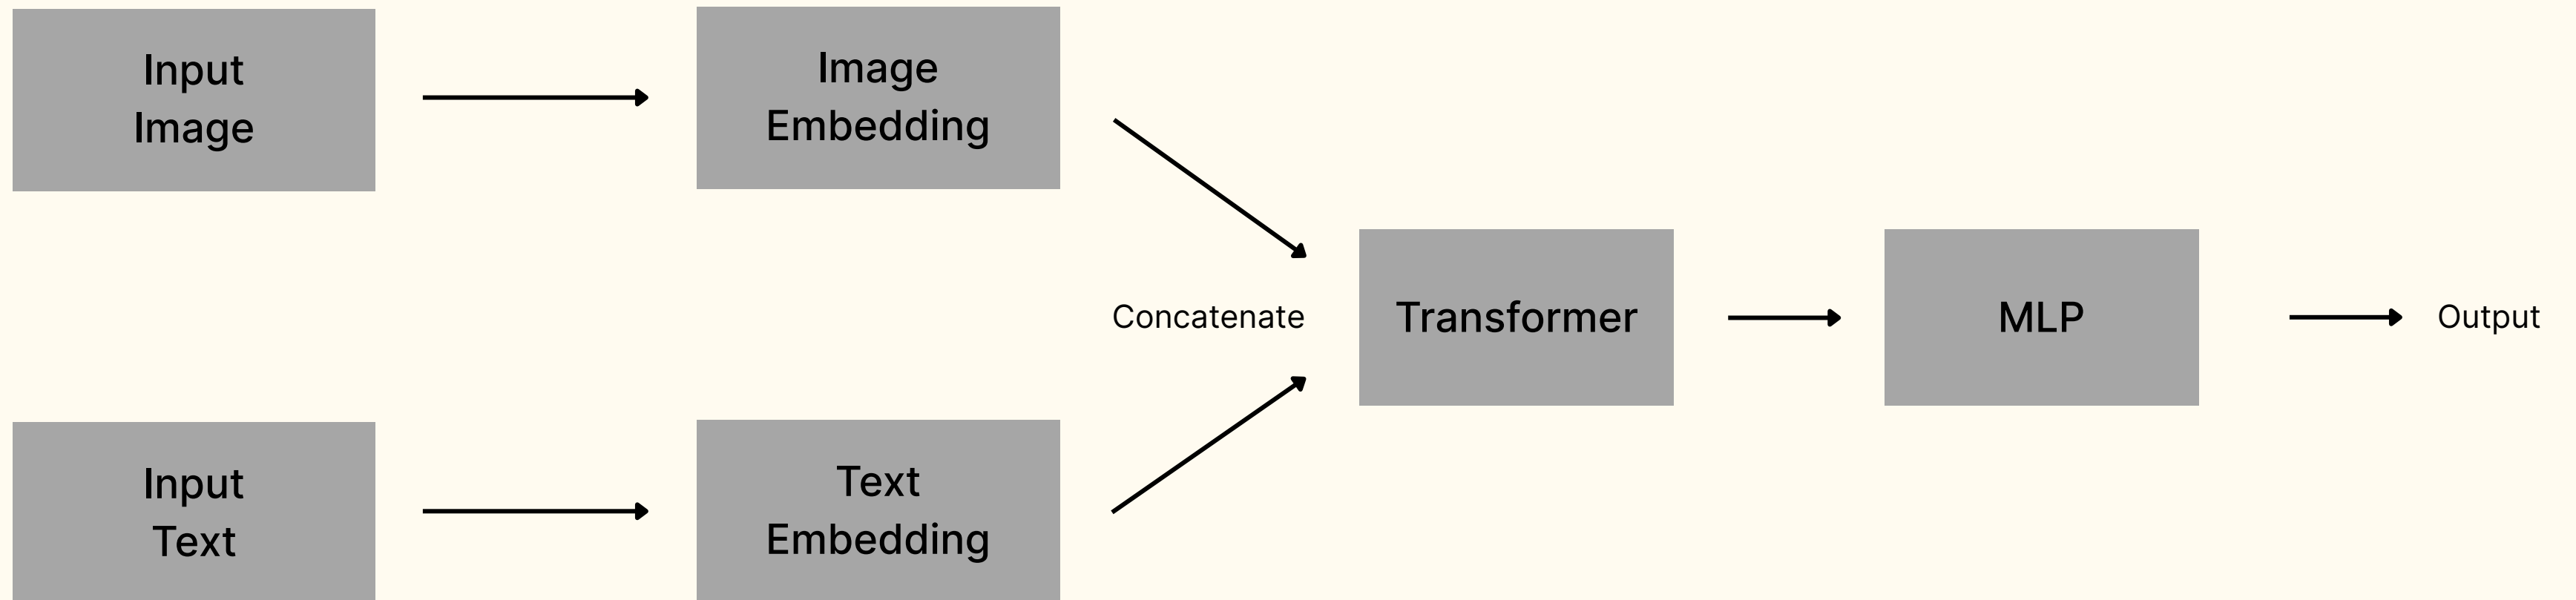 Input
Image
Image
Embedding
Concatenate
Transformer
MLP
Output
Input
Text
Text
Embedding